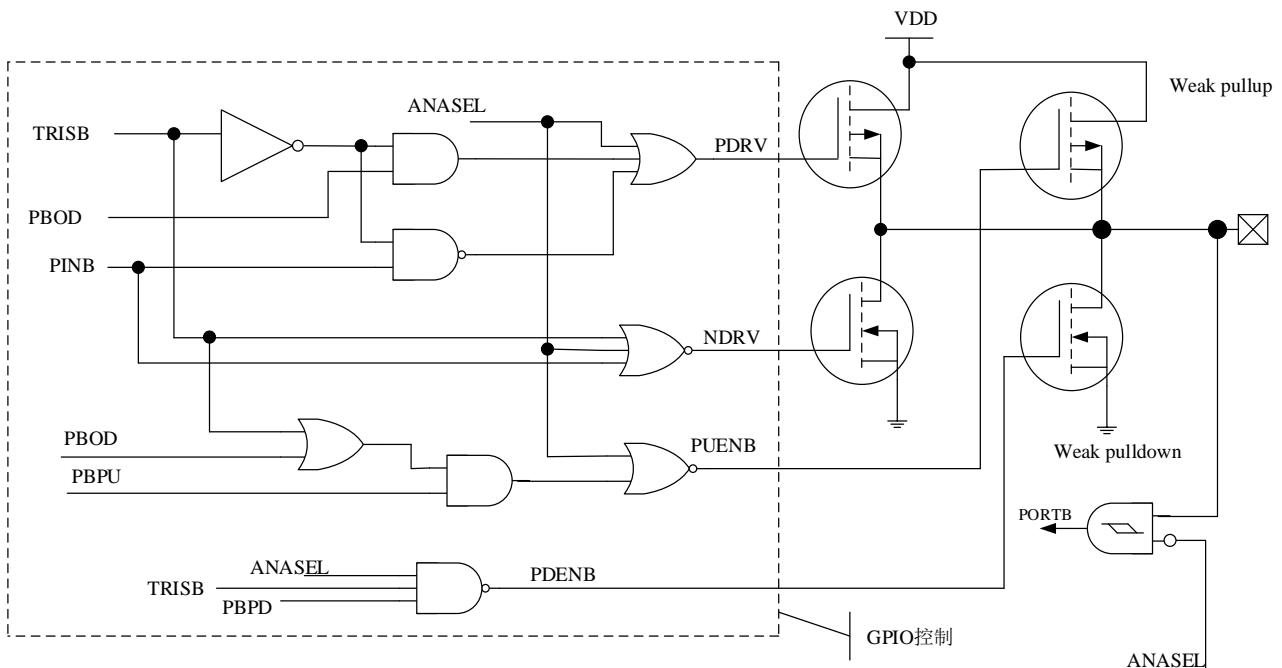 VDD
Weak pullup
ANASEL
TRISB
PDRV
PBOD
PINB
NDRV
PBOD
PUENB
Weak pulldown
PBPU
PORTB
ANASEL
PDENB
TRISB
PBPD
GPIO控制
ANASEL